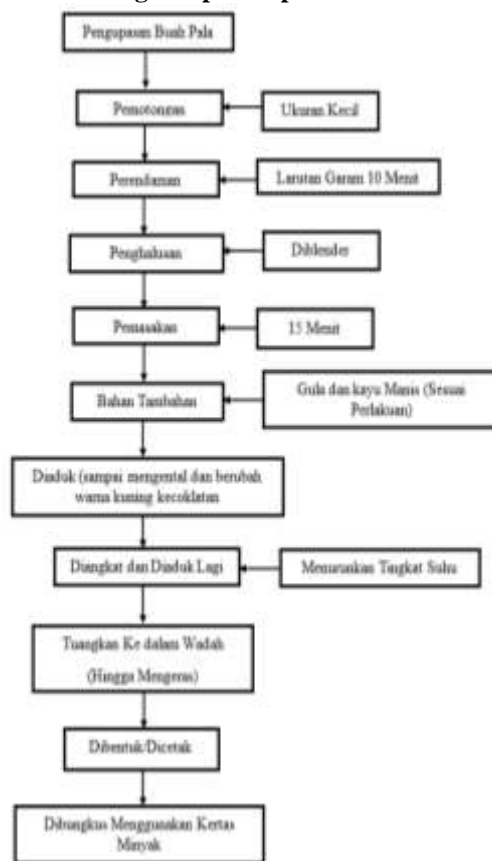 Pengupasan Buah Pala
Pemotongan
Ukuran Kecil
Perendaman
Larutan Garam 10 Menit
Penghalusan
Diblender
Pemasakan
15 Menit
Bahan Tambahan
Gula dan kayu Manis (Sesuai
Perlakuan)
Diaduk (sampai mengental dan berubah
warna kuning kecoklatan
Diangkat dan Diaduk Lagi
Menurunkan Tingkat Suhu
Tuangkan Ke dalam Wadah
(Hingga Mengeras)
Dibentuk/Dicetak
Dibungkus Menggunakan Kertas
Minyak